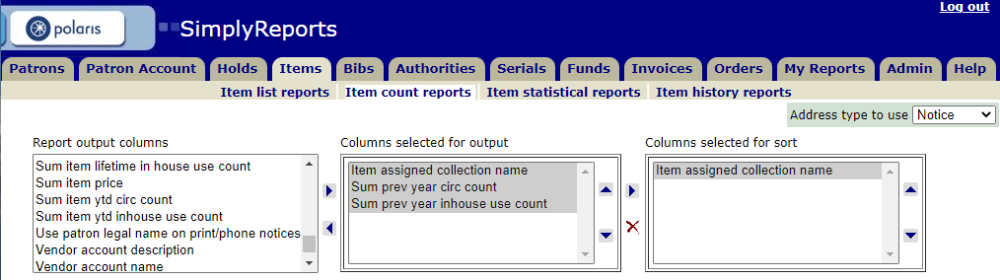 Log out
polaris
SimplyReports
Patrons Patron Account Holds Items Bibs Authorities Serials Funds Invoices Orders My Reports Admin Help
Item list reports Item count reports Item statistical reports Item history reports
Address type to use Notice
Report output columns
Sum item lifetime in house use count
Sum item price
Sum item ytd circ count
Sum item ytd inhouse use count
Use patron legal name on print/phone notices
Vendor account description
Vendor account name
Columns selected for output
Item assigned collection name
Sum prev year circ count
Sum prev year inhouse use count
Columns selected for sort
Item assigned collection name